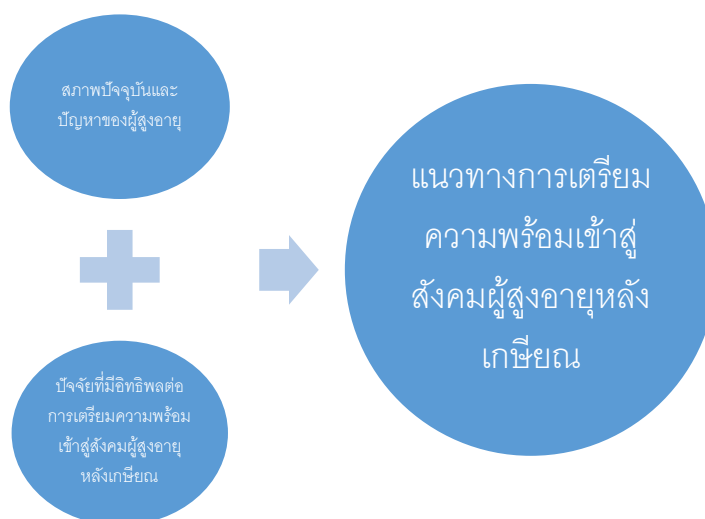 สภาพปัจจุบันและ
ปัญหาของผู้สูงอายุ
ปัจจัยที่มีอิทธิพลต่อ
การเตรียมความพร้อม
เข้าสู่สังคมผู้สูงอายุ
หลังเกษียณ
แนวทางการเตรียม
ความพร้อมเข้าสู่
สังคมผู้สูงอายุหลัง
เกษียณ